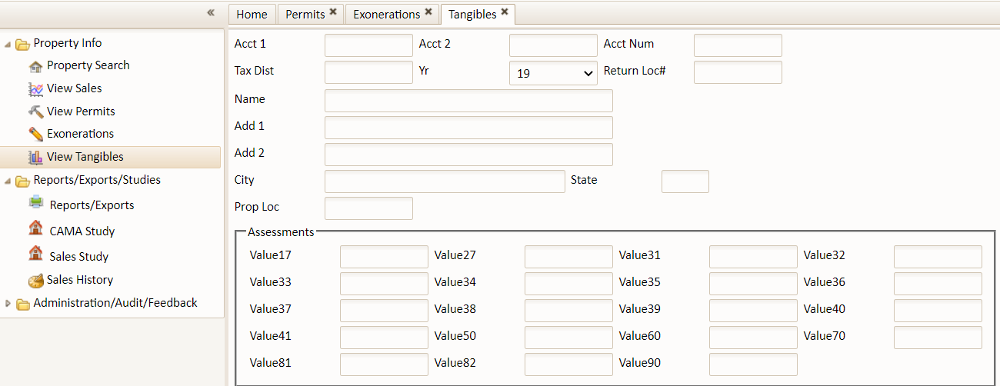 «
Home
Permits ✖
Exonerations ✖
Tangibles ✖
Property Info
Property Search
View Sales
View Permits
Exonerations
View Tangibles
Reports/Exports/Studies
Reports/Exports
CAMA Study
Sales Study
Sales History
Administration/Audit/Feedback
Acct 1 Acct 2 Acct Num
Tax Dist Yr 19 Return Loc#
Name
Add 1
Add 2
City State
Prop Loc
Assessments
Value17 Value27 Value31 Value32
Value33 Value34 Value35 Value36
Value37 Value38 Value39 Value40
Value41 Value50 Value60 Value70
Value81 Value82 Value90